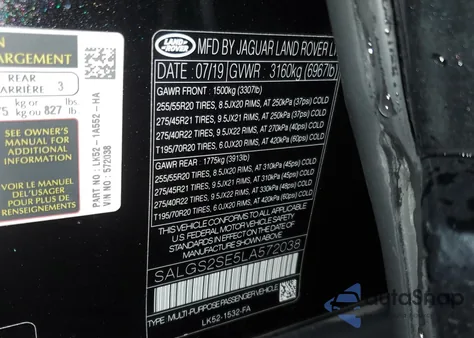 LAND ROVER
MFD BY JAGUAR LAND ROVER
DATE : 07/19 GVWR : 3160kg (6967lb)
GAWR FRONT : 1500kg (3307lb)
255/55R20 TIRES, 8.5JX20 RIMS, AT 250kPa (37psi) COLD
275/45R21 TIRES, 9.5JX21 RIMS, AT 250kPa (37psi) COLD
275/40R22 TIRES, 9.5JX22 RIMS, AT 270kPa (40psi) COLD
T195/70R20 TIRES, 6.0JX20 RIMS, AT 420kPa (60psi) COLD
GAWR REAR: 1775kg (3913lb)
255/55R20 TIRES, 8.5JX20 RIMS, AT 310kPa (45psi) COLD
275/45R21 TIRES, 9.5JX21 RIMS, AT 310kPa (45psi) COLD
275/40R22 TIRES, 9.5JX22 RIMS, AT 330kPa (48psi) COLD
T195/70R20 TIRES, 6.0JX20 RIMS, AT 420kPa (60psi) COLD
THIS VEHICLE CONFORMS TO ALL APPLICABLE
FEDERAL MOTOR VEHICLE SAFETY, BUMPER
AND THEFT PREVENTION STANDARDS IN
EFFECT ON THE DATE OF
MANUFACTURE SHOWN ABOVE.
SALGS2SE5LA572038
TYPE: MULTI-PURPOSE PASSENGER VEHICLE
LK52-1532-FA
ARGEMENT
REAR
ARRIÈRE 3
kg or lbs.
kg ou 827 lb
SEE OWNER'S
MANUAL FOR
ADDITIONAL
INFORMATION
VOIR LE MANUEL
DE L'USAGER
POUR PLUS DE
RENSEIGNEMENTS
PART NO : LK52 - 1A552 - HA
VIN NO : 572038
AutoSnap